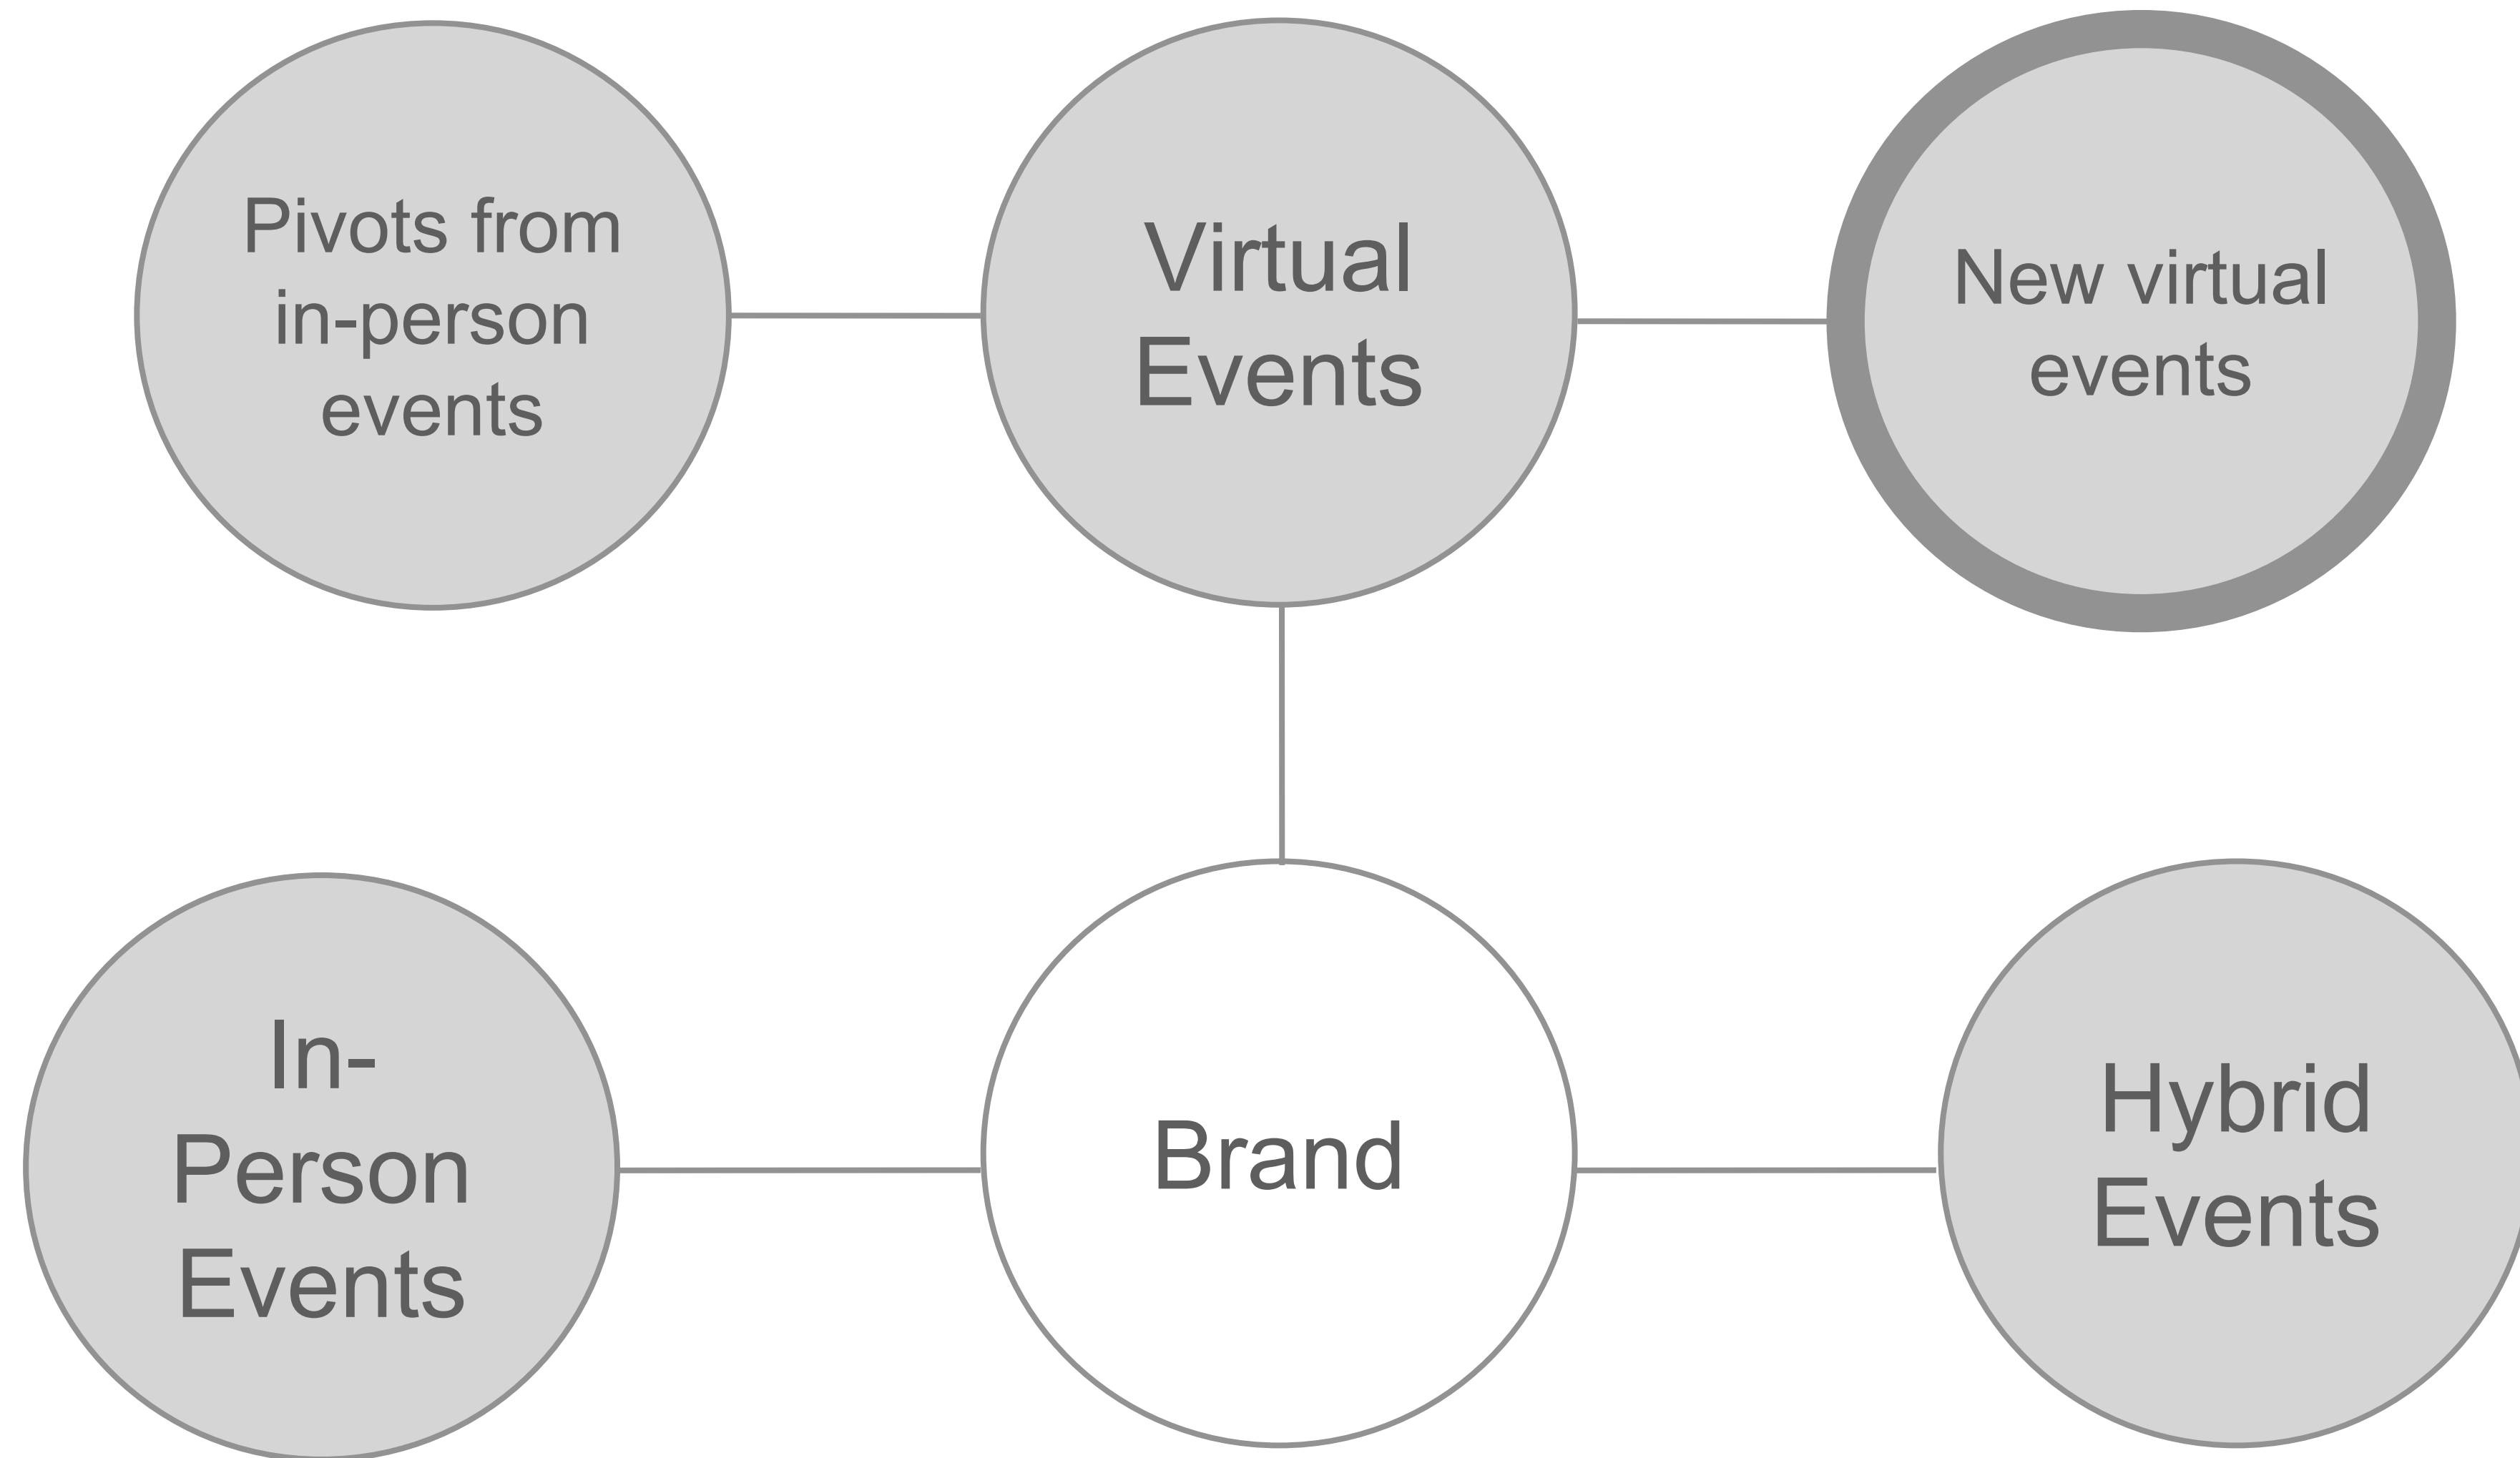 Pivots from
in-person
events
Virtual
Events
New virtual
events
In-
Person
Events
Brand
Hybrid
Events